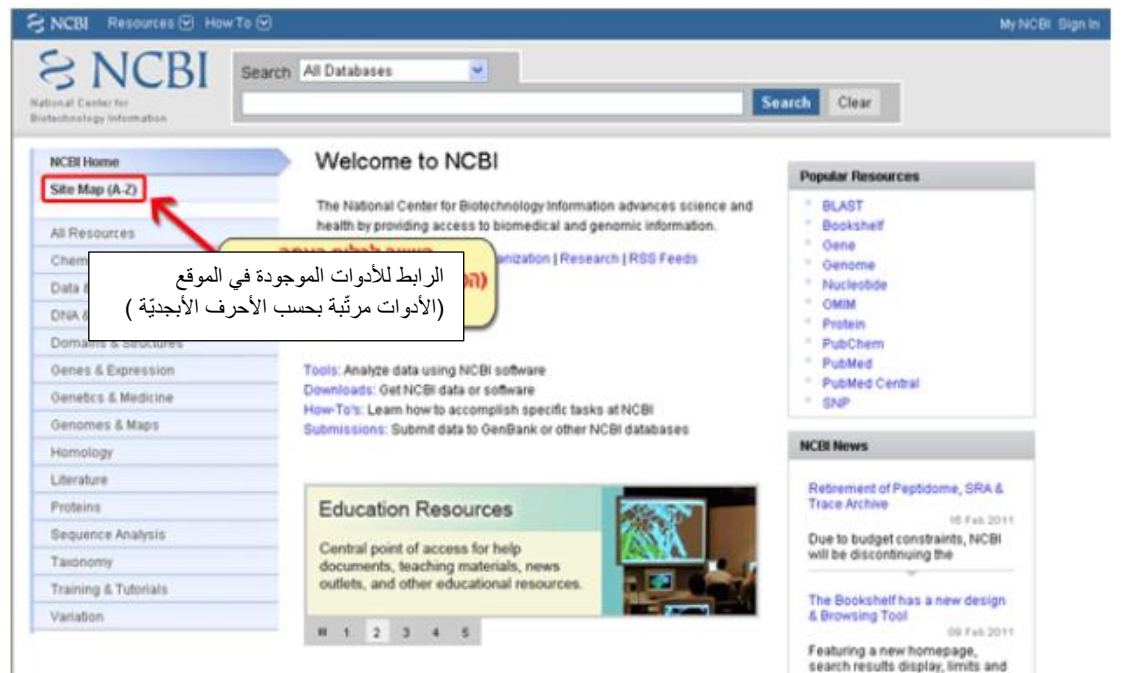 NCBI Resources How To My NCBI Sign In
NCBI
National Center for
Biotechnology Information
Search All Databases
Search Clear
NCBI Home
Site Map (A-Z)
All Resources
Chem
Data &
DNA &
Domains & Structures
Genes & Expression
Genetics & Medicine
Genomes & Maps
Homology
Literature
Proteins
Sequence Analysis
Taxonomy
Training & Tutorials
Variation
Welcome to NCBI
The National Center for Biotechnology Information advances science and
health by providing access to biomedical and genomic information.
anization | Research | RSS Feeds
الرابط للأدوات الموجودة في الموقع
(الأدوات مرتّبة بحسب الأحرف الأبجديّة )
Tools: Analyze data using NCBI software
Downloads: Get NCBI data or software
How-To's: Learn how to accomplish specific tasks at NCBI
Submissions: Submit data to GenBank or other NCBI databases
Education Resources
Central point of access for help
documents, teaching materials, news
outlets, and other educational resources.
1 2 3 4 5
Popular Resources
BLAST
Bookshelf
Gene
Genome
Nucleotide
OMIM
Protein
PubChem
PubMed
PubMed Central
SNP
NCBI News
Retirement of Peptidome, SRA &
Trace Archive
16 Feb 2011
Due to budget constraints, NCBI
will be discontinuing the
The Bookshelf has a new design
& Browsing Tool
09 Feb 2011
Featuring a new homepage,
search results display, limits and